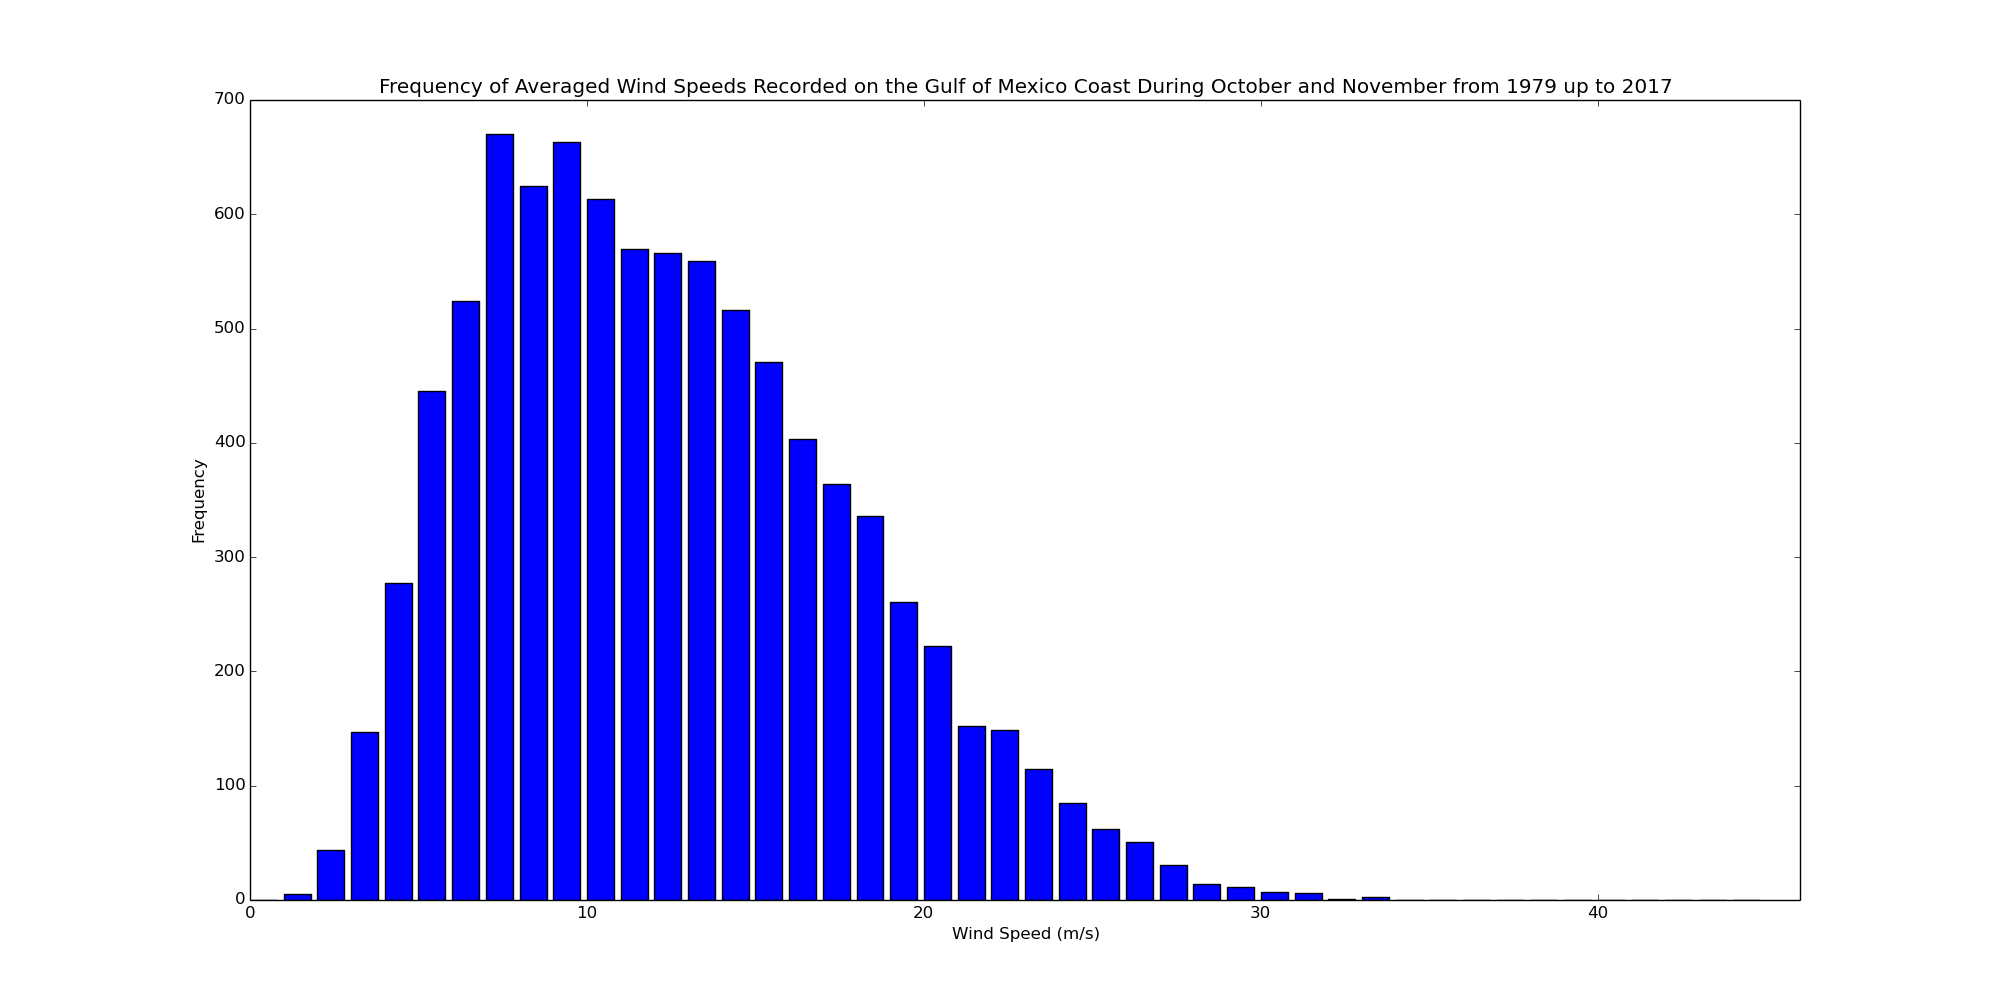 Frequency of Averaged Wind Speeds Recorded on the Gulf of Mexico Coast During October and November from 1979 up to 2017
700
600
500
400
300
200
100
0
Frequency
0 10 20 30 40
Wind Speed (m/s)